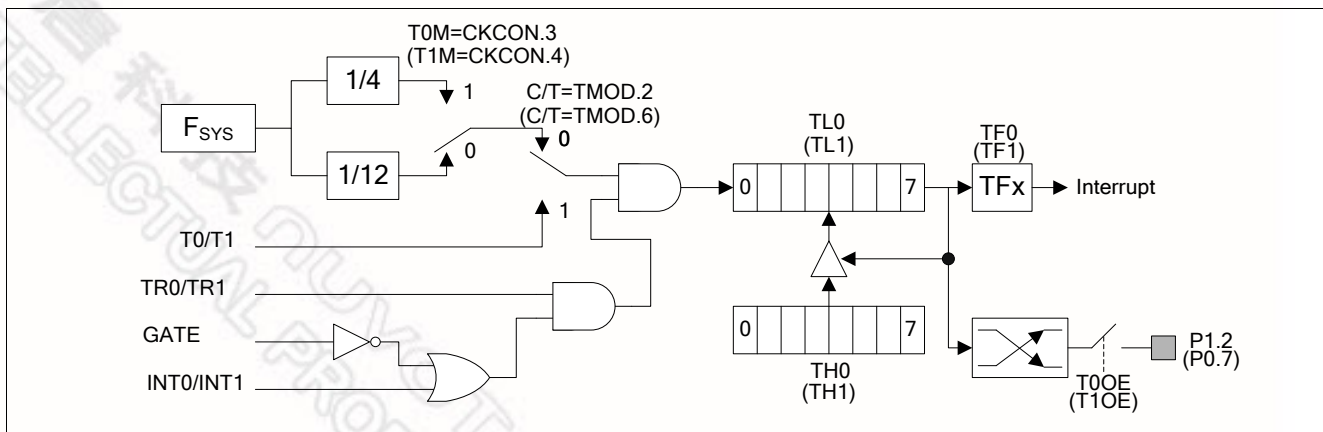 T0M=CKCON.3
(T1M=CKCON.4)
1/4
1
C/T=TMOD.2
(C/T=TMOD.6)
0
FSYS
0
1/12
1
T0/T1
TR0/TR1
GATE
INT0/INT1
TL0
(TL1)
0
7
TF0
(TF1)
TFx
Interrupt
0
7
TH0
(TH1)
P1.2
(P0.7)
T0OE
(T1OE)